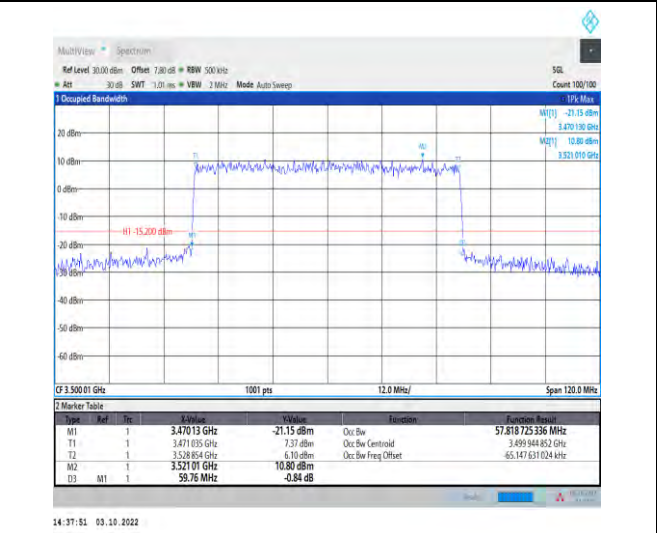 MultiView Spectrum
Ref Level 30.00 dBm Offset 7.80 dB RBW 500 kHz SGL
Att 30 dB SWT 1.01 ms VBW 2 MHz Mode Auto Sweep Count 100/100
1 Occupied Bandwidth 1Pk Max
M1[1] -21.15 dBm
3.470 130 GHz
M2[1] 10.80 dBm
3.521 010 GHz
20 dBm
M2
10 dBm
T1
0 dBm
-10 dBm
H1 -15.200 dBm
M1
-20 dBm
-30 dBm
-40 dBm
-50 dBm
-60 dBm
CF 3.500 01 GHz 1001 pts 12.0 MHz/ Span 120.0 MHz
2 Marker Table
Type Ref Trc X-Value Y-Value Function Function Result
M1 1 3.470 13 GHz -21.15 dBm Occ Bw 57.818 725 336 MHz
T1 1 3.471 035 GHz 7.37 dBm Occ Bw Centroid 3.499 944 852 GHz
T2 1 3.528 854 GHz 6.10 dBm Occ Bw Freq Offset -65.147 631 024 kHz
M2 1 3.521 01 GHz 10.80 dBm
D3 M1 1 59.76 MHz -0.84 dB
14:37:51 03.10.2022